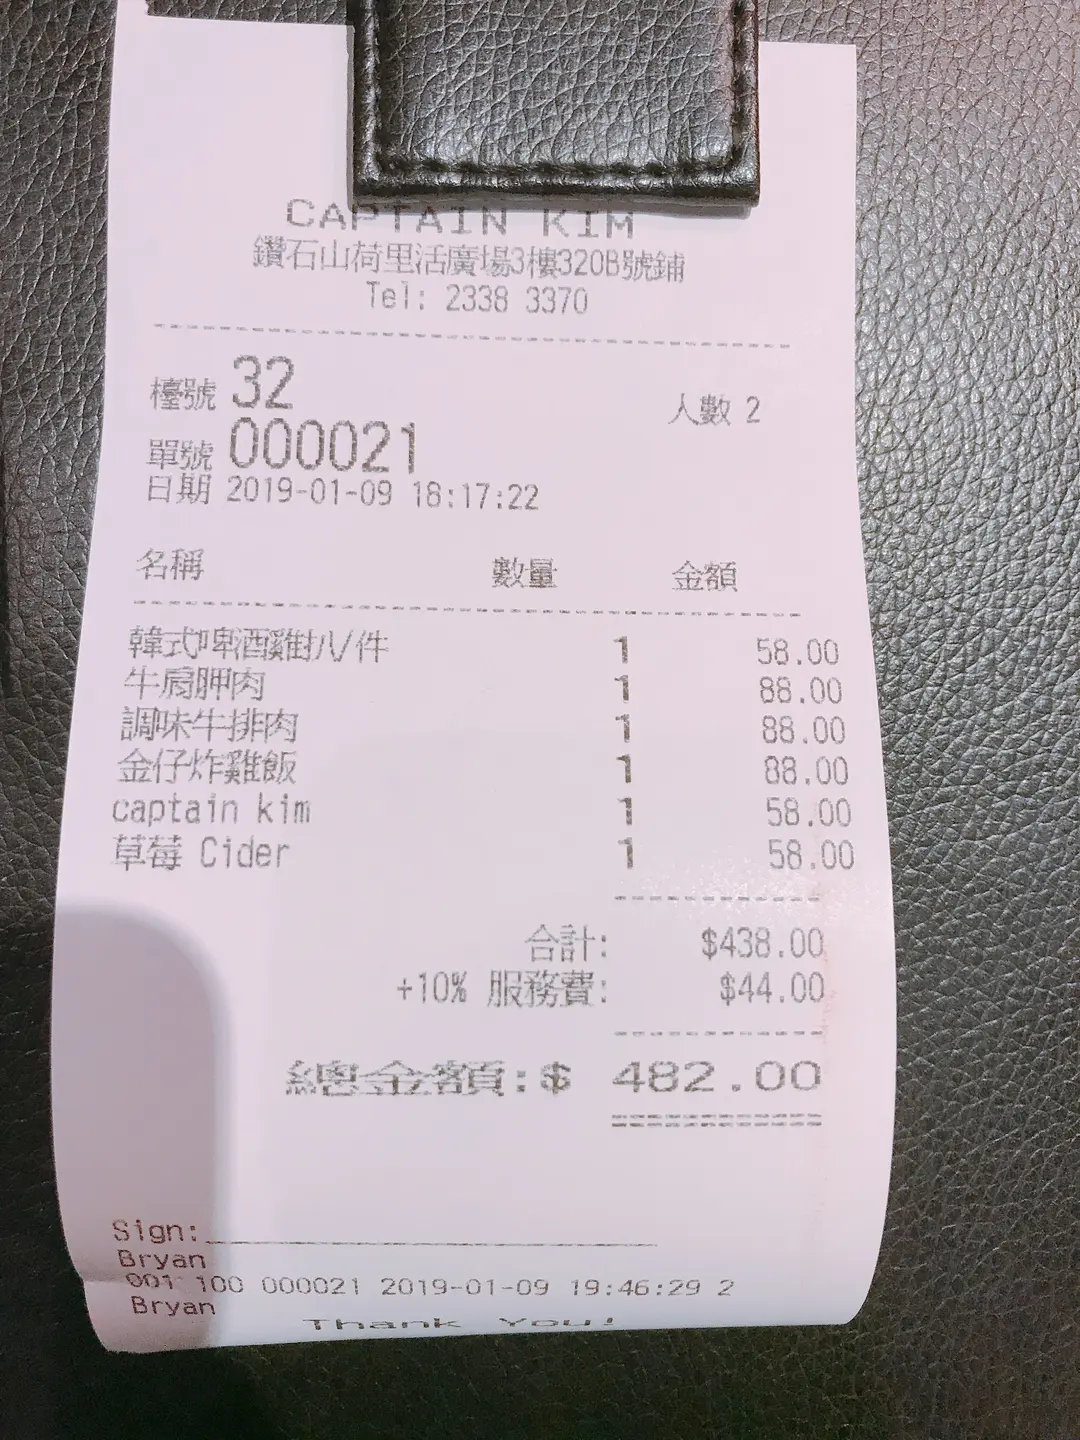 CAPTAIN KIM
鑽石山荷里活廣場3樓320B號鋪
Tel: 2338 3370
檯號 32 人數 2
單號 000021
日期 2019-01-09 18:17:22
名稱 數量 金額
韓式啤酒雞扒/件 1 58.00
牛肩胛肉 1 88.00
調味牛排肉 1 88.00
金仔炸雞飯 1 88.00
captain kim 1 58.00
草莓 Cider 1 58.00
合計: $438.00
+10% 服務費: $44.00
總金額:$ 482.00
Sign:
Bryan
001 100 000021 2019-01-09 19:46:29 2
Bryan
Thank You!